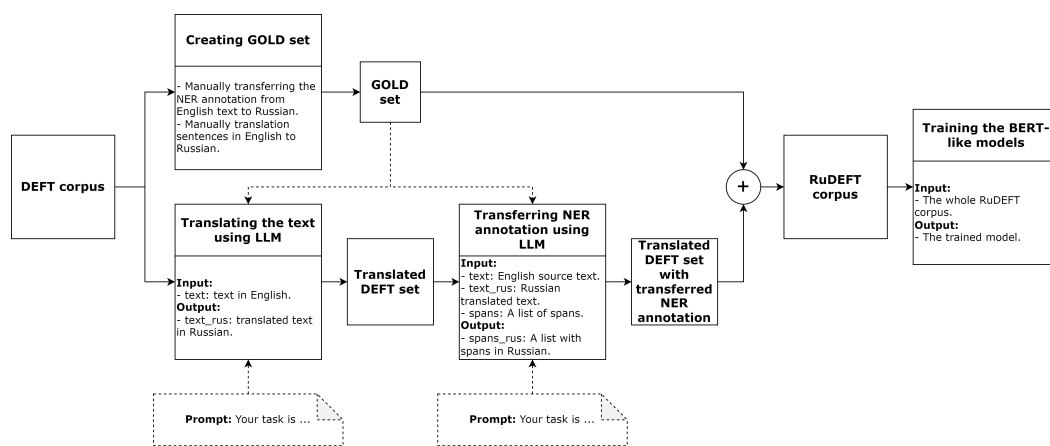 Creating GOLD set
- Manually transferring the
NER annotation from
English text to Russian.
- Manually translation
sentences in English to
Russian.
GOLD
set
DEFT corpus
Translating the text
using LLM
Input:
- text: text in English.
Output:
- text_rus: translated text
in Russian.
Translated
DEFT set
Transferring NER
annotation using
LLM
Input:
- text: English source text.
- text_rus: Russian
translated text.
- spans: A list of spans.
Output:
- spans_rus: A list with
spans in Russian.
Translated
DEFT set
with
transferred
NER
annotation
+
RuDEFT
corpus
Training the BERT-
like models
Input:
- The whole RuDEFT
corpus.
Output:
- The trained model.
Prompt: Your task is ...
Prompt: Your task is ...